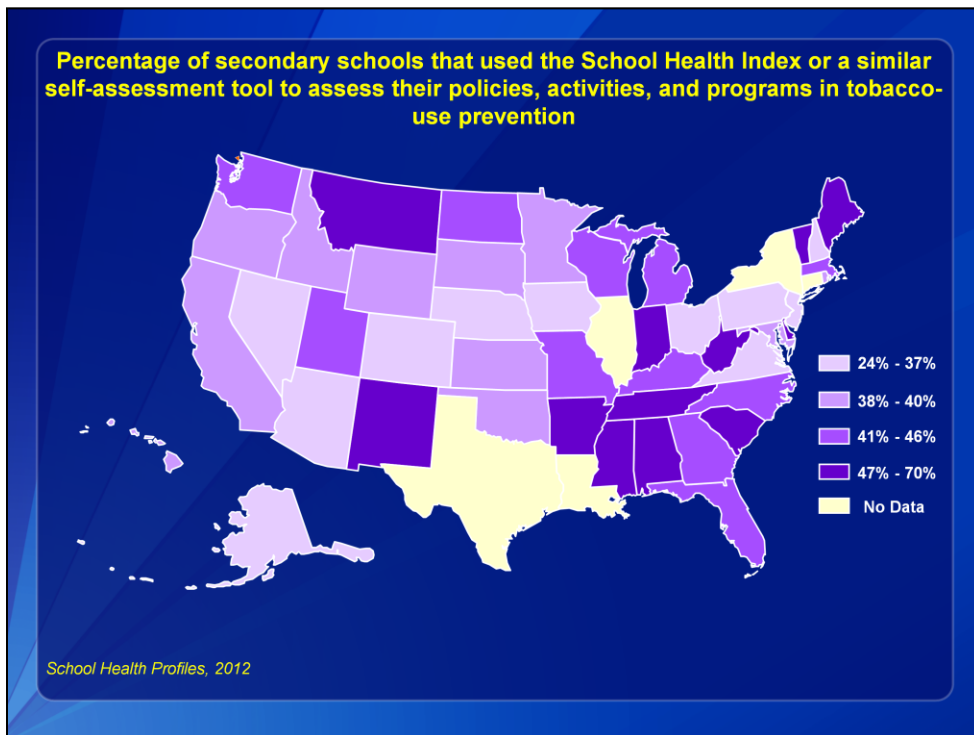 Percentage of secondary schools that used the School Health Index or a similar
self-assessment tool to assess their policies, activities, and programs in tobacco-
use prevention
24% - 37%
38% - 40%
41% - 46%
47% - 70%
No Data
School Health Profiles, 2012